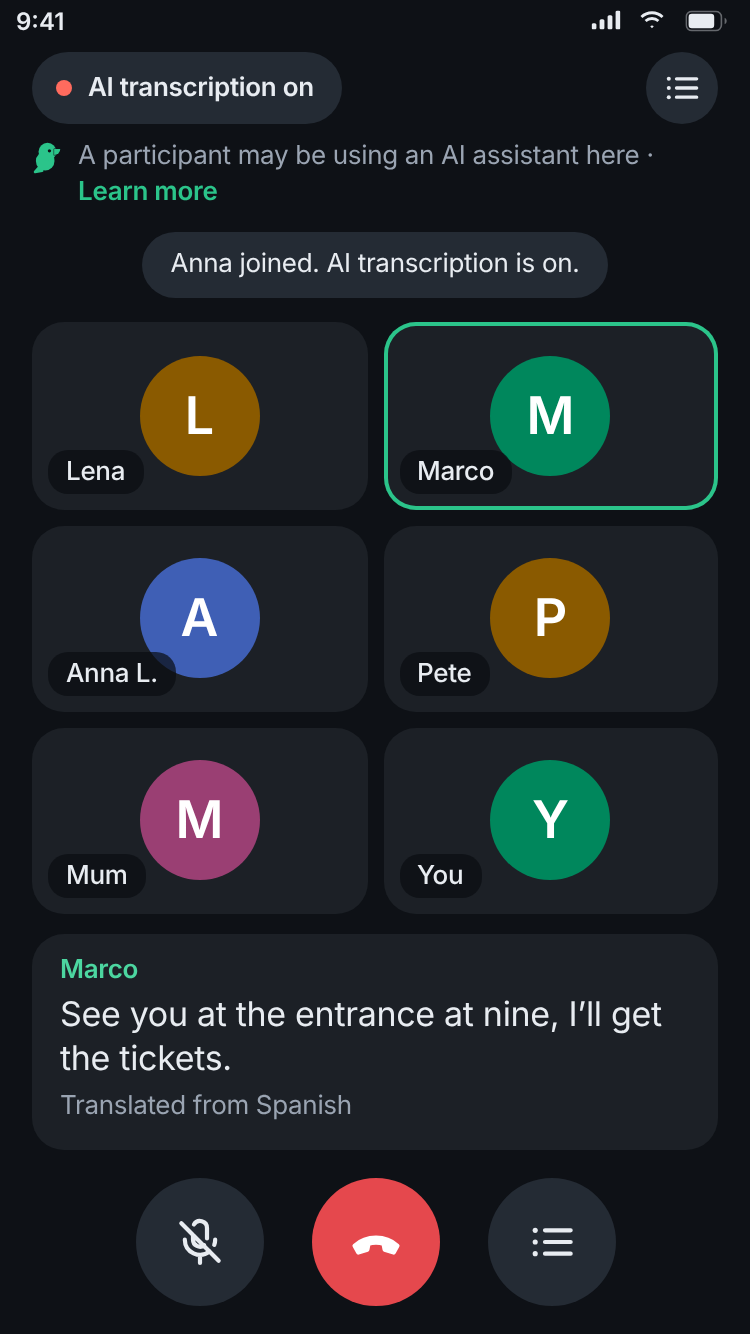 9:41
AI transcription on
A participant may be using an AI assistant here ·
Learn more
Anna joined. AI transcription is on.
L
Lena
M
Marco
A
Anna L.
P
Pete
M
Mum
Y
You
Marco
See you at the entrance at nine, I’ll get
the tickets.
Translated from Spanish